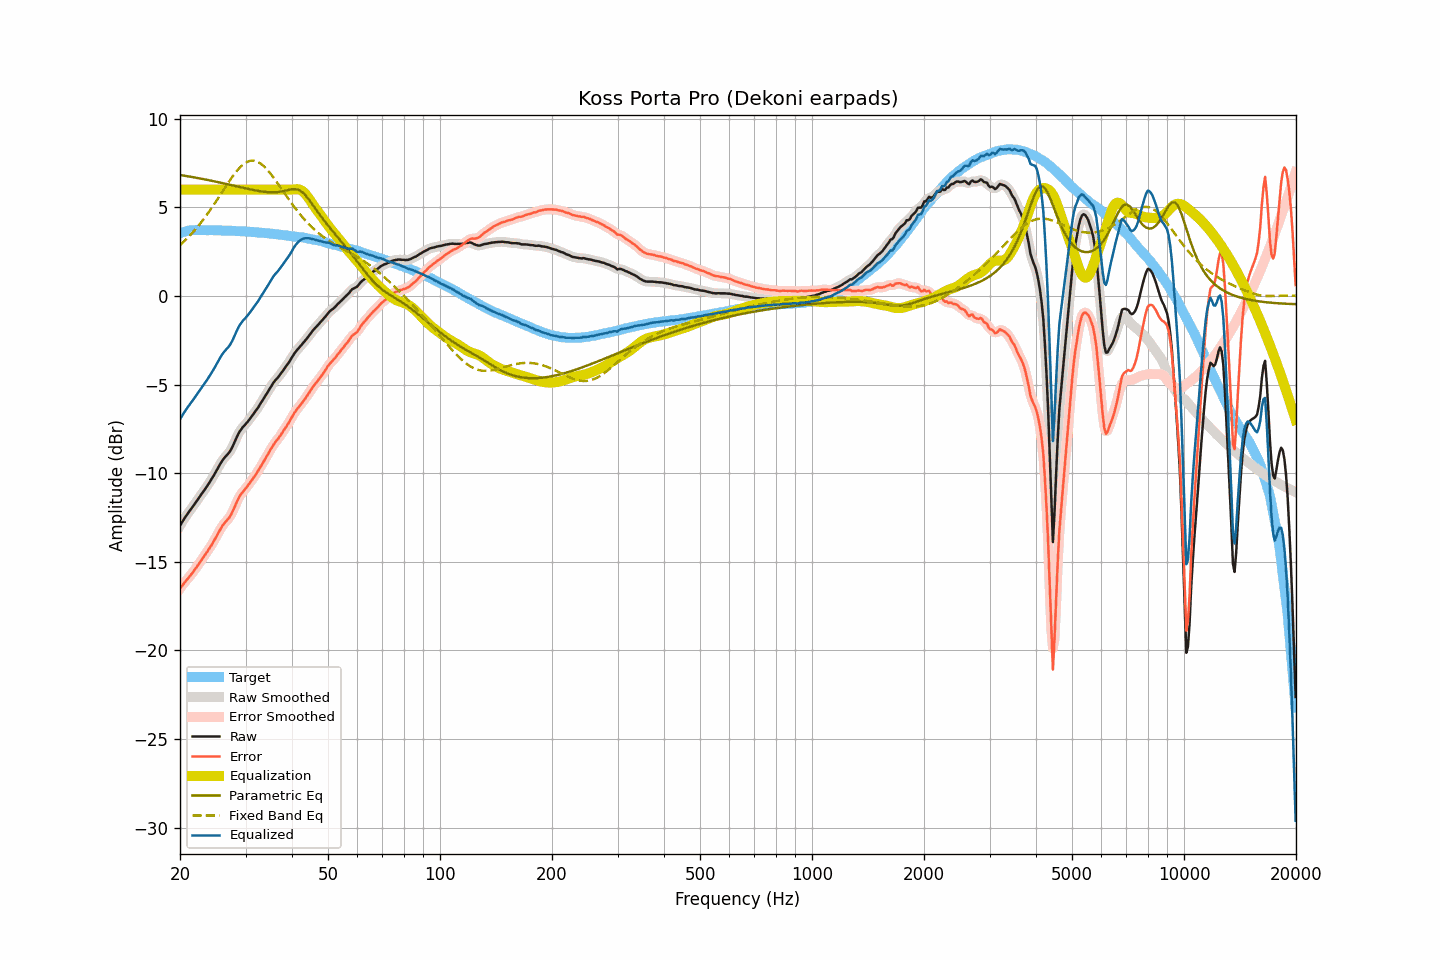 Koss Porta Pro (Dekoni earpads)
10
5
0
−5
−10
−15
−20
−25
−30
Amplitude (dBr)
Target
Raw Smoothed
Error Smoothed
Raw
Error
Equalization
Parametric Eq
Fixed Band Eq
Equalized
20 50 100 200 500 1000 2000 5000 10000 20000
Frequency (Hz)